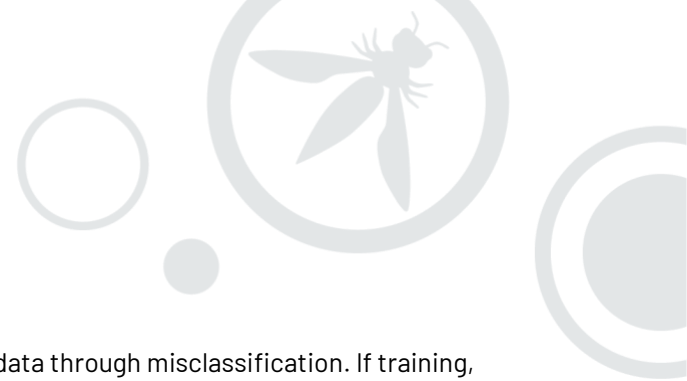 data through misclassification. If training,